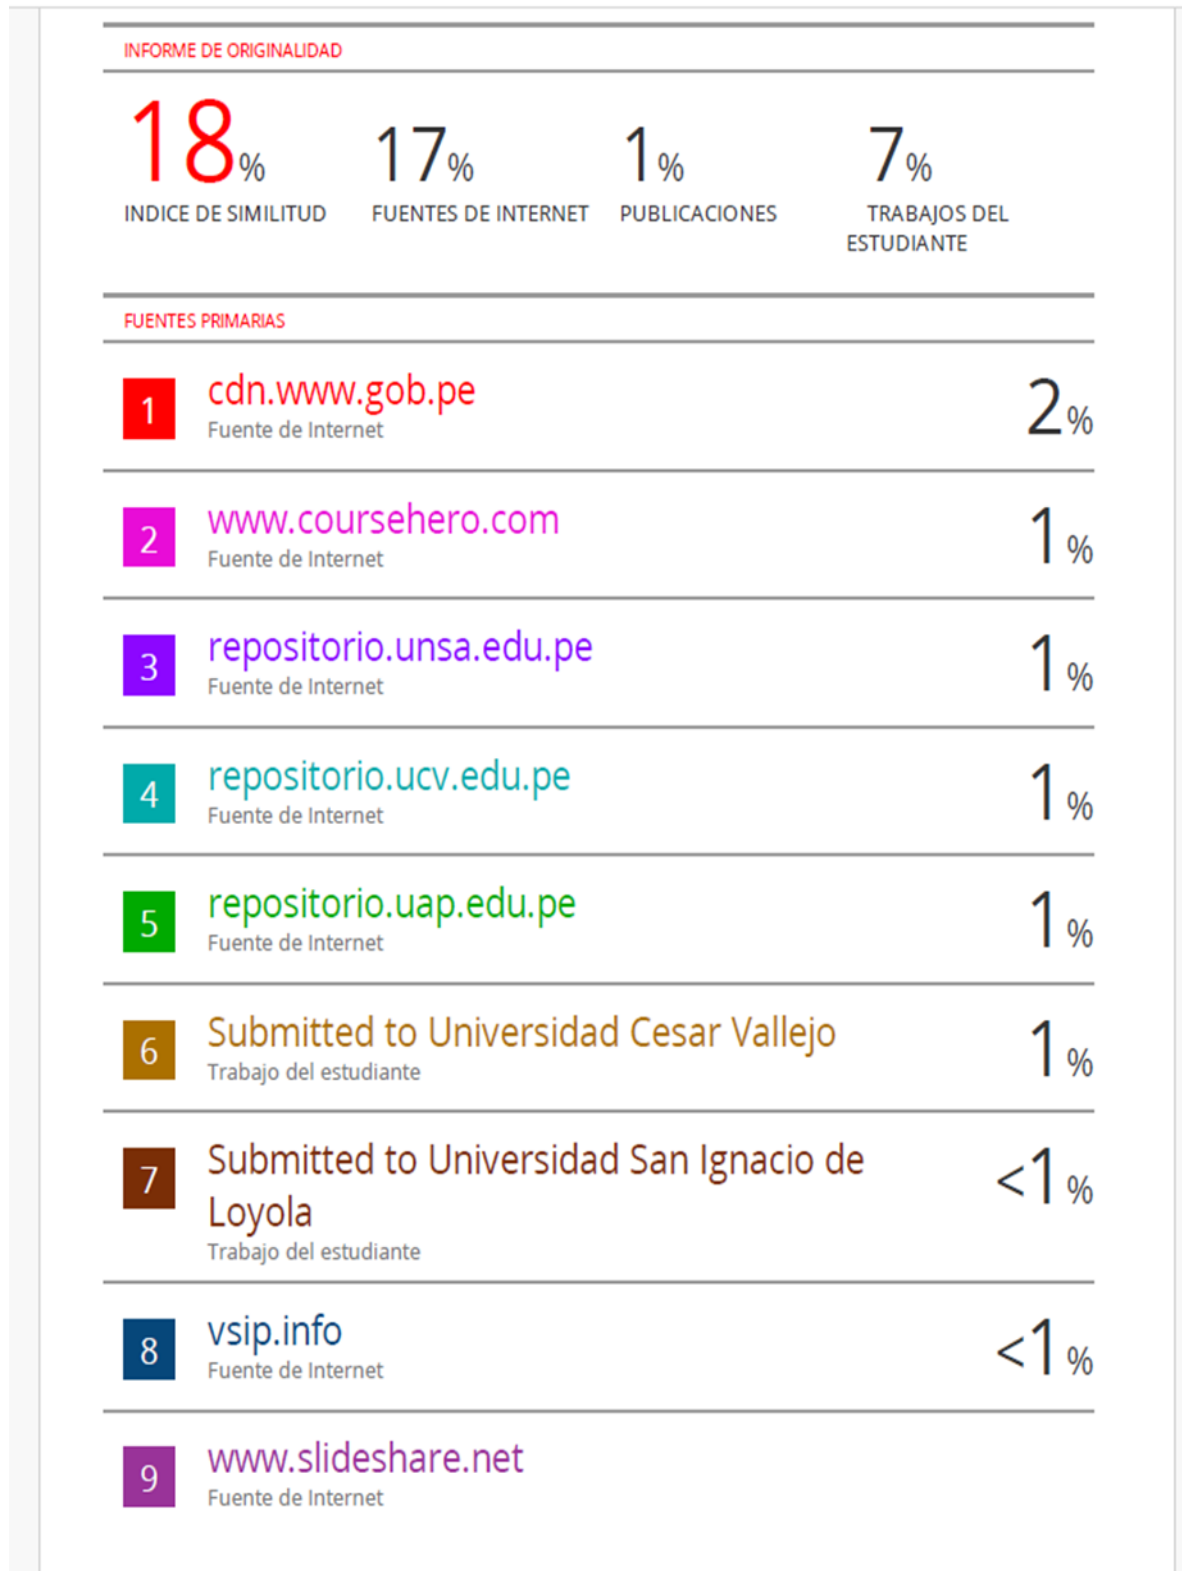 INFORME DE ORIGINALIDAD
18% 17% 1% 7%
INDICE DE SIMILITUD FUENTES DE INTERNET PUBLICACIONES TRABAJOS DEL
ESTUDIANTE
FUENTES PRIMARIAS
1 cdn.www.gob.pe 2%
Fuente de Internet
2 www.coursehero.com 1%
Fuente de Internet
3 repositorio.unsa.edu.pe 1%
Fuente de Internet
4 repositorio.ucv.edu.pe 1%
Fuente de Internet
5 repositorio.uap.edu.pe 1%
Fuente de Internet
6 Submitted to Universidad Cesar Vallejo 1%
Trabajo del estudiante
7 Submitted to Universidad San Ignacio de <1%
Loyola
Trabajo del estudiante
8 vsip.info <1%
Fuente de Internet
9 www.slideshare.net
Fuente de Internet